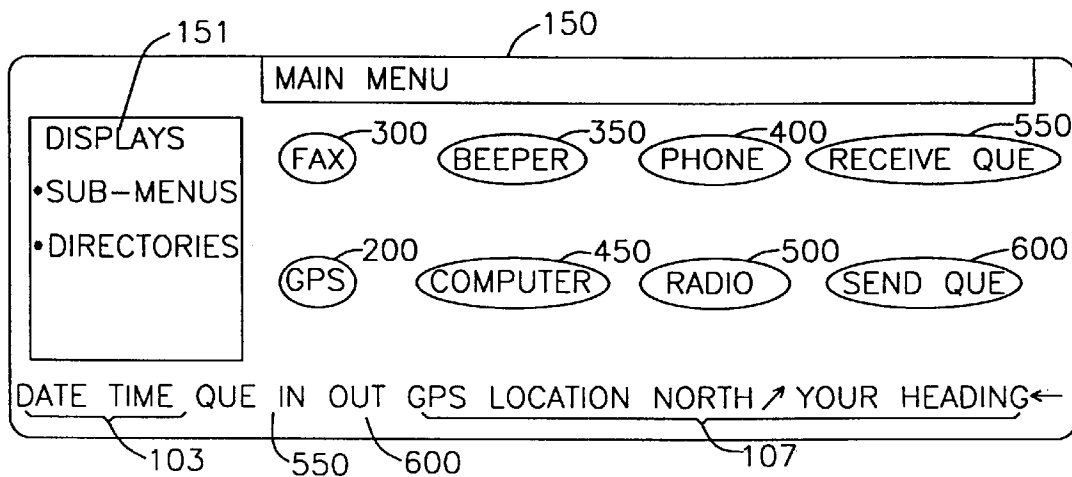 151 150
MAIN MENU
DISPLAYS
•SUB-MENUS
•DIRECTORIES
300 350 400 550
FAX BEEPER PHONE RECEIVE QUE
200 450 500 600
GPS COMPUTER RADIO SEND QUE
DATE TIME QUE IN OUT GPS LOCATION NORTH ↗ YOUR HEADING ←
103 550 600 107